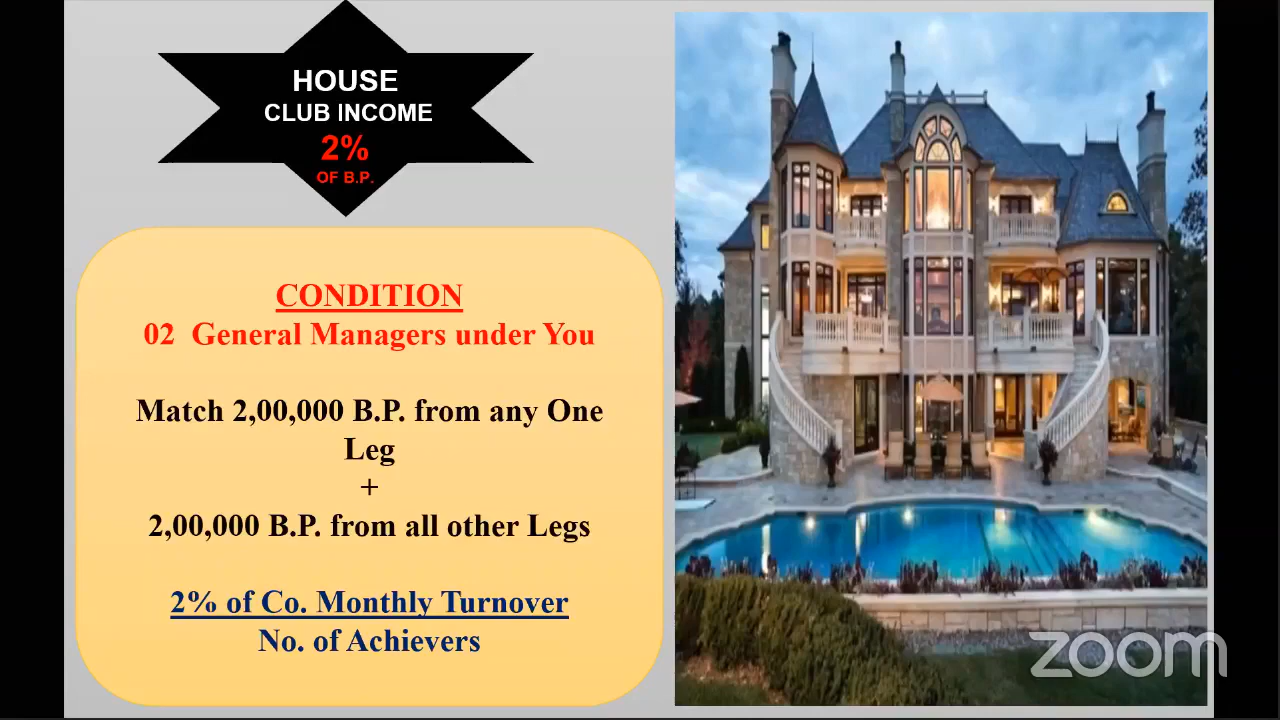 HOUSE
CLUB INCOME
2%
OF B.P.
CONDITION
02 General Managers under You
Match 2,00,000 B.P. from any One
Leg
+
2,00,000 B.P. from all other Legs
2% of Co. Monthly Turnover
No. of Achievers
zoom